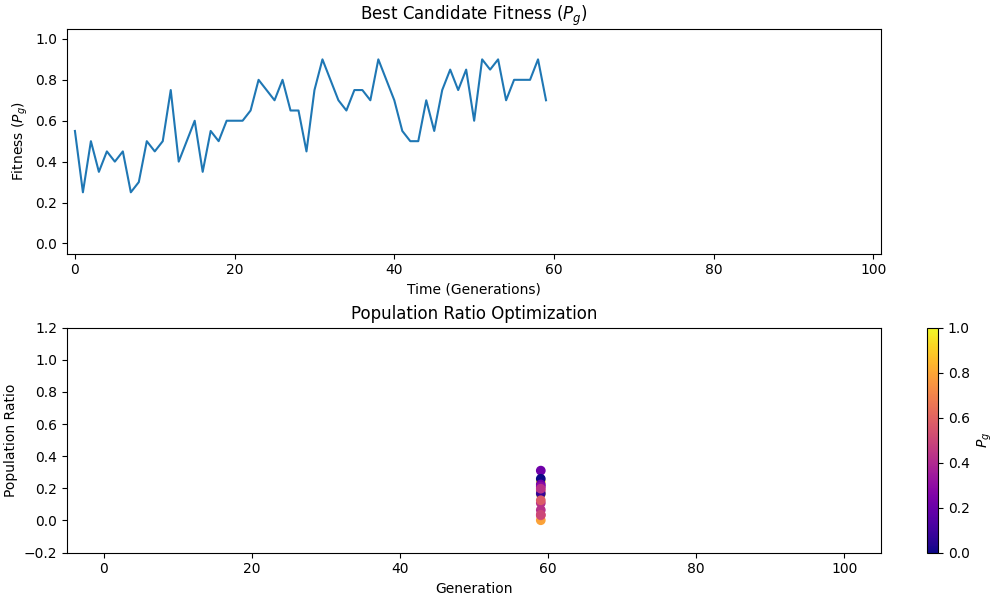 Best Candidate Fitness (P_g)
1.0
0.8
0.6
0.4
0.2
0.0
Fitness (P_g)
0 20 40 60 80 100
Time (Generations)
Population Ratio Optimization
1.2
1.0
0.8
0.6
0.4
0.2
0.0
−0.2
Population Ratio
0 20 40 60 80 100
Generation
1.0
0.8
0.6
0.4
0.2
0.0
P_g